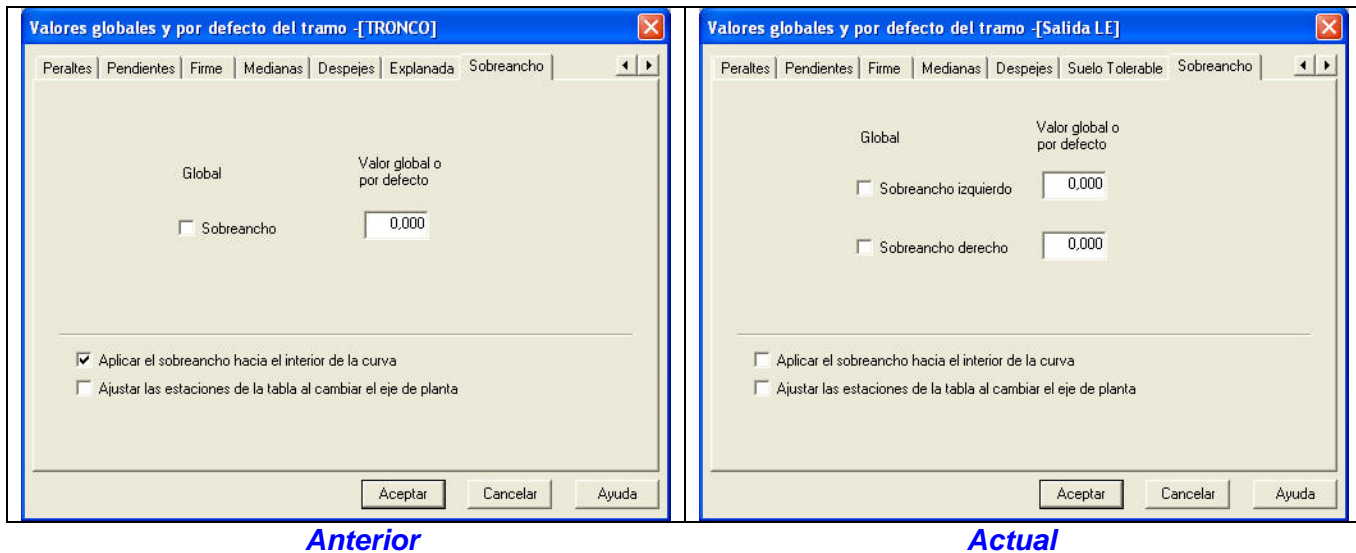 Valores globales y por defecto del tramo -[TRONCO]
Peraltes Pendientes Firme Medianas Despejes Explanada Sobreancho
Global
Valor global o
por defecto
Sobreancho 0,000
Aplicar el sobreancho hacia el interior de la curva
Ajustar las estaciones de la tabla al cambiar el eje de planta
Aceptar Cancelar Ayuda
Anterior
Valores globales y por defecto del tramo -[Salida LE]
Peraltes Pendientes Firme Medianas Despejes Suelo Tolerable Sobreancho
Global
Valor global o
por defecto
Sobreancho izquierdo 0,000
Sobreancho derecho 0,000
Aplicar el sobreancho hacia el interior de la curva
Ajustar las estaciones de la tabla al cambiar el eje de planta
Aceptar Cancelar Ayuda
Actual